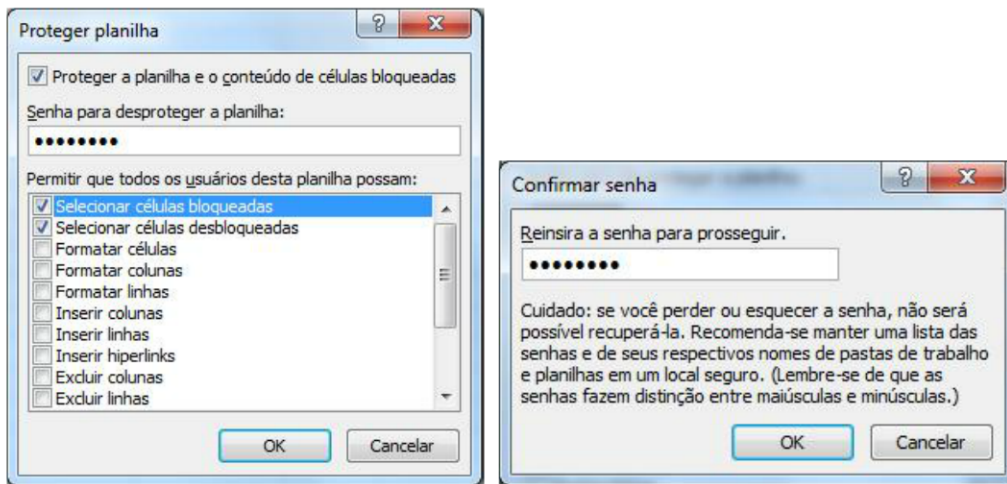 Proteger planilha
Proteger a planilha e o conteúdo de células bloqueadas
Senha para desproteger a planilha:
••••••••
Permitir que todos os usuários desta planilha possam:
Selecionar células bloqueadas
Selecionar células desbloqueadas
Formatar células
Formatar colunas
Formatar linhas
Inserir colunas
Inserir linhas
Inserir hiperlinks
Excluir colunas
Excluir linhas
OK Cancelar
Confirmar senha
Reinsira a senha para prosseguir.
••••••••
Cuidado: se você perder ou esquecer a senha, não será
possível recuperá-la. Recomenda-se manter uma lista das
senhas e de seus respectivos nomes de pastas de trabalho
e planilhas em um local seguro. (Lembre-se de que as
senhas fazem distinção entre maiúsculas e minúsculas.)
OK Cancelar